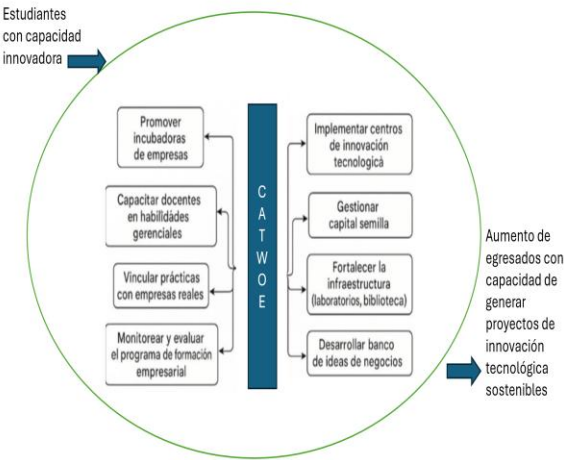 Estudiantes
con capacidad
innovadora
Promover
incubadoras
de empresas
Capacitar docentes
en habilidades
gerenciales
Vincular prácticas
con empresas reales
Monitorear y evaluar
el programa de formación
empresarial
C
A
T
W
O
E
Implementar centros
de innovación
tecnologicà
Gestionar
capital semilla
Fortalecer la
infraestructura
(laboratorios, biblioteca)
Desarrollar banco
de ideas de negocios
Aumento de
egresados con
capacidad de
generar
proyectos de
innovación
tecnológica
sostenibles